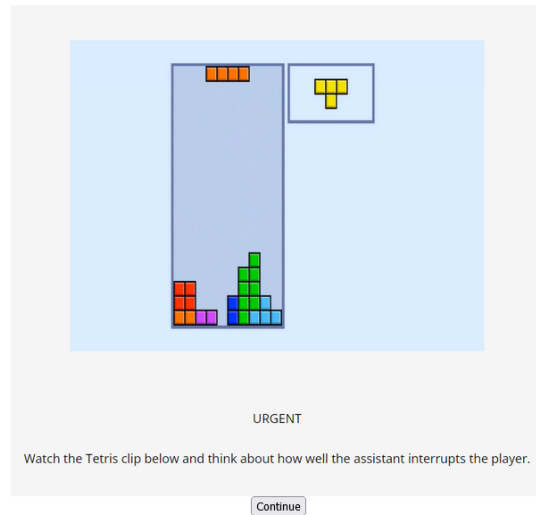 URGENT
Watch the Tetris clip below and think about how well the assistant interrupts the player.
Continue